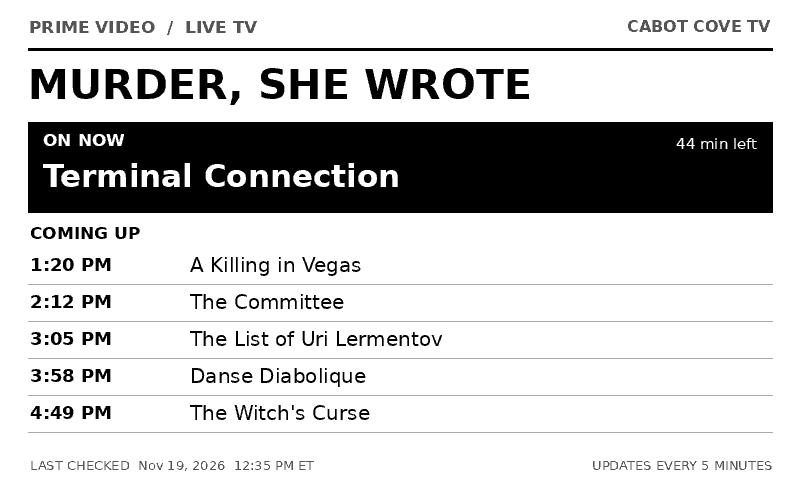 PRIME VIDEO / LIVE TV
CABOT COVE TV
MURDER, SHE WROTE
ON NOW
44 min left
Terminal Connection
COMING UP
1:20 PM A Killing in Vegas
2:12 PM The Committee
3:05 PM The List of Uri Lermentov
3:58 PM Danse Diabolique
4:49 PM The Witch's Curse
LAST CHECKED Nov 19, 2026 12:35 PM ET
UPDATES EVERY 5 MINUTES